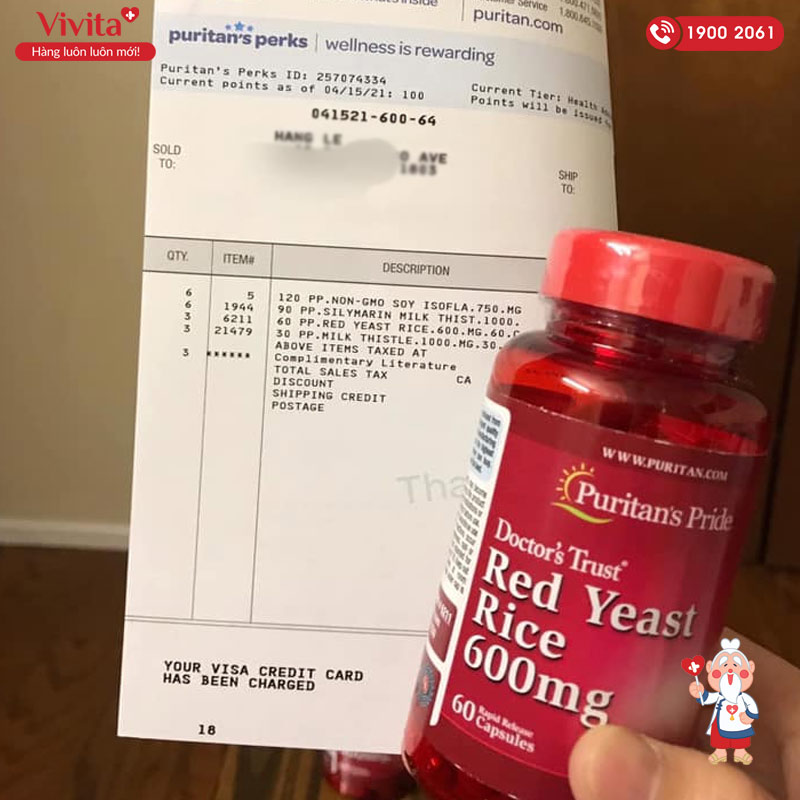 Vivita
Hàng luôn luôn mới!
1900 2061
puritan.com
puritan's perks | wellness is rewarding
Puritan's Perks ID: 257074334
Current points as of 04/15/21: 100
Current Tier: Health
Points will be issued
041521-600-64
HANG LE
O AVE
1803
SOLD TO:
SHIP TO:
QTY. ITEM# DESCRIPTION
6 5 120 PP.NON-GMO SOY ISOFLA.750.MG
6 1944 90 PP.SILYMARIN MILK THIST.1000.
3 6211 60 PP.RED YEAST RICE.600.MG.60.C
3 21479 30 PP.MILK THISTLE.1000.MG.30.
ABOVE ITEMS TAXED AT
3 ****** Complimentary Literature
TOTAL SALES TAX CA
DISCOUNT
SHIPPING CREDIT
POSTAGE
Tha
YOUR VISA CREDIT CARD
HAS BEEN CHARGED
18
WWW.PURITAN.COM
Puritan's Pride
Doctor's Trust®
Red Yeast
Rice
600mg
60 Rapid Release
Capsules